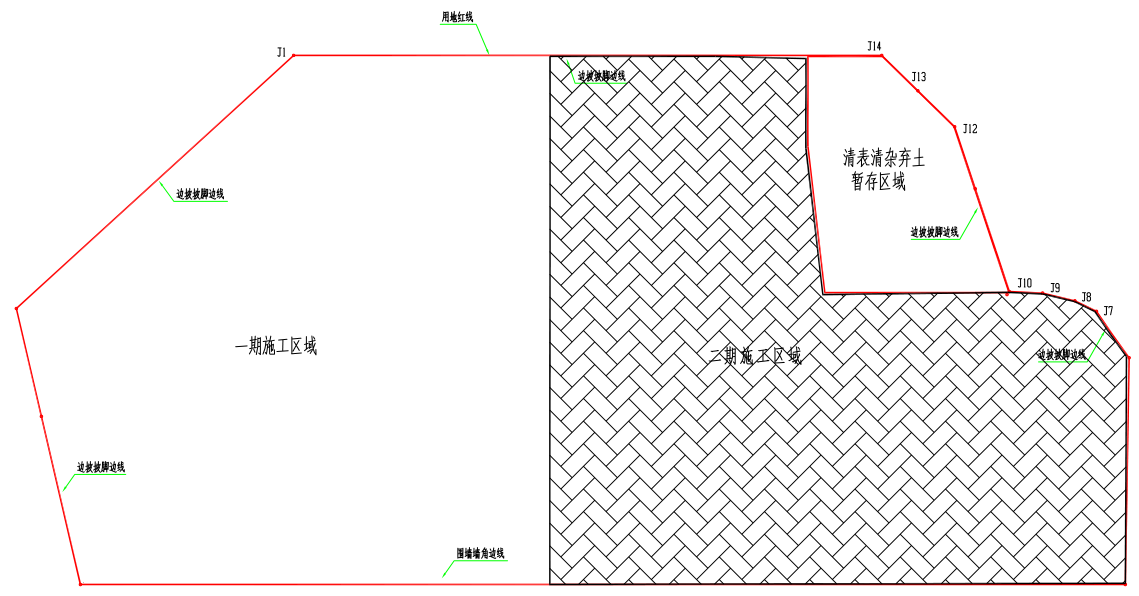 用地红线
J1
J14
边坡坡脚边线
J13
J12
清表清杂弃土
暂存区域
边坡坡脚边线
边坡坡脚边线
J10
J9
J8
J7
一期施工区域
二期施工区域
边坡坡脚边线
边坡坡脚边线
围墙墙角边线